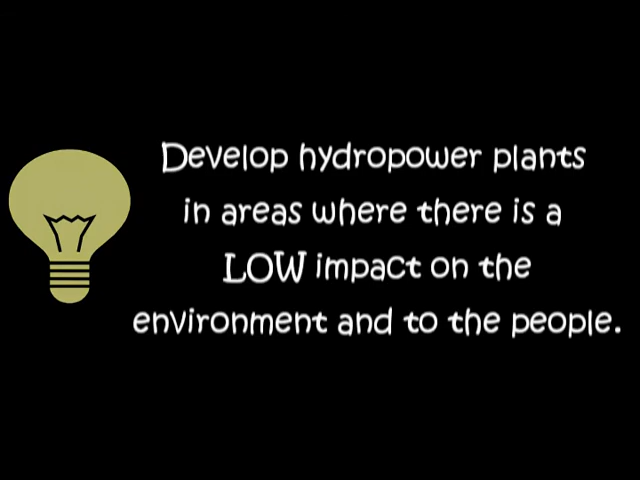 Develop hydropower plants
in areas where there is a
LOW impact on the
environment and to the people.